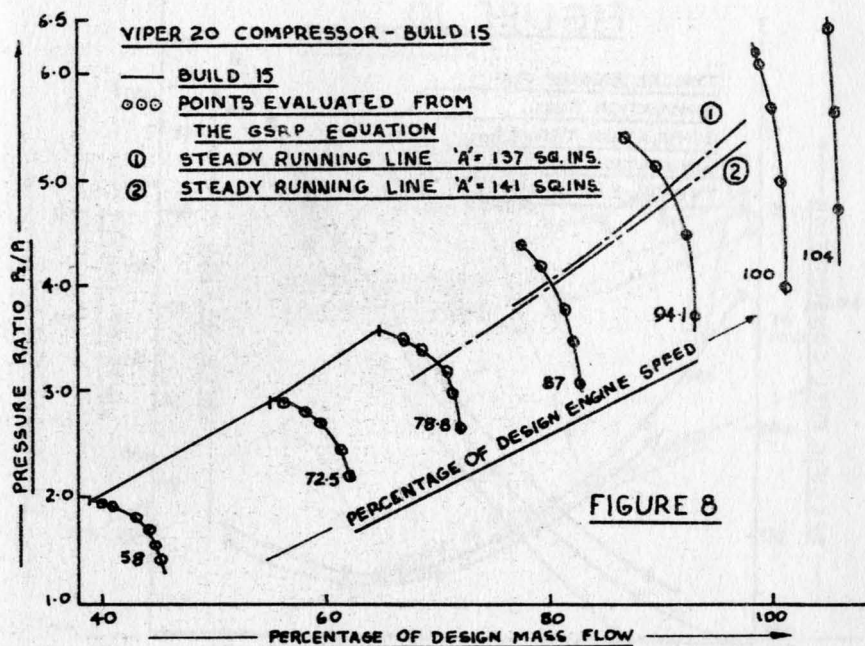 VIPER 20 COMPRESSOR - BUILD 15
BUILD 15
POINTS EVALUATED FROM
THE GSRP EQUATION
① STEADY RUNNING LINE 'A' = 137 SQ.INS.
② STEADY RUNNING LINE 'A' = 141 SQ.INS.
PRESSURE RATIO P₂/P₁
6.5
6.0
5.0
4.0
3.0
2.0
1.0
①
②
58
72.5
78.8
87
94.1
100
104
PERCENTAGE OF DESIGN ENGINE SPEED
FIGURE 8
40
60
80
100
PERCENTAGE OF DESIGN MASS FLOW